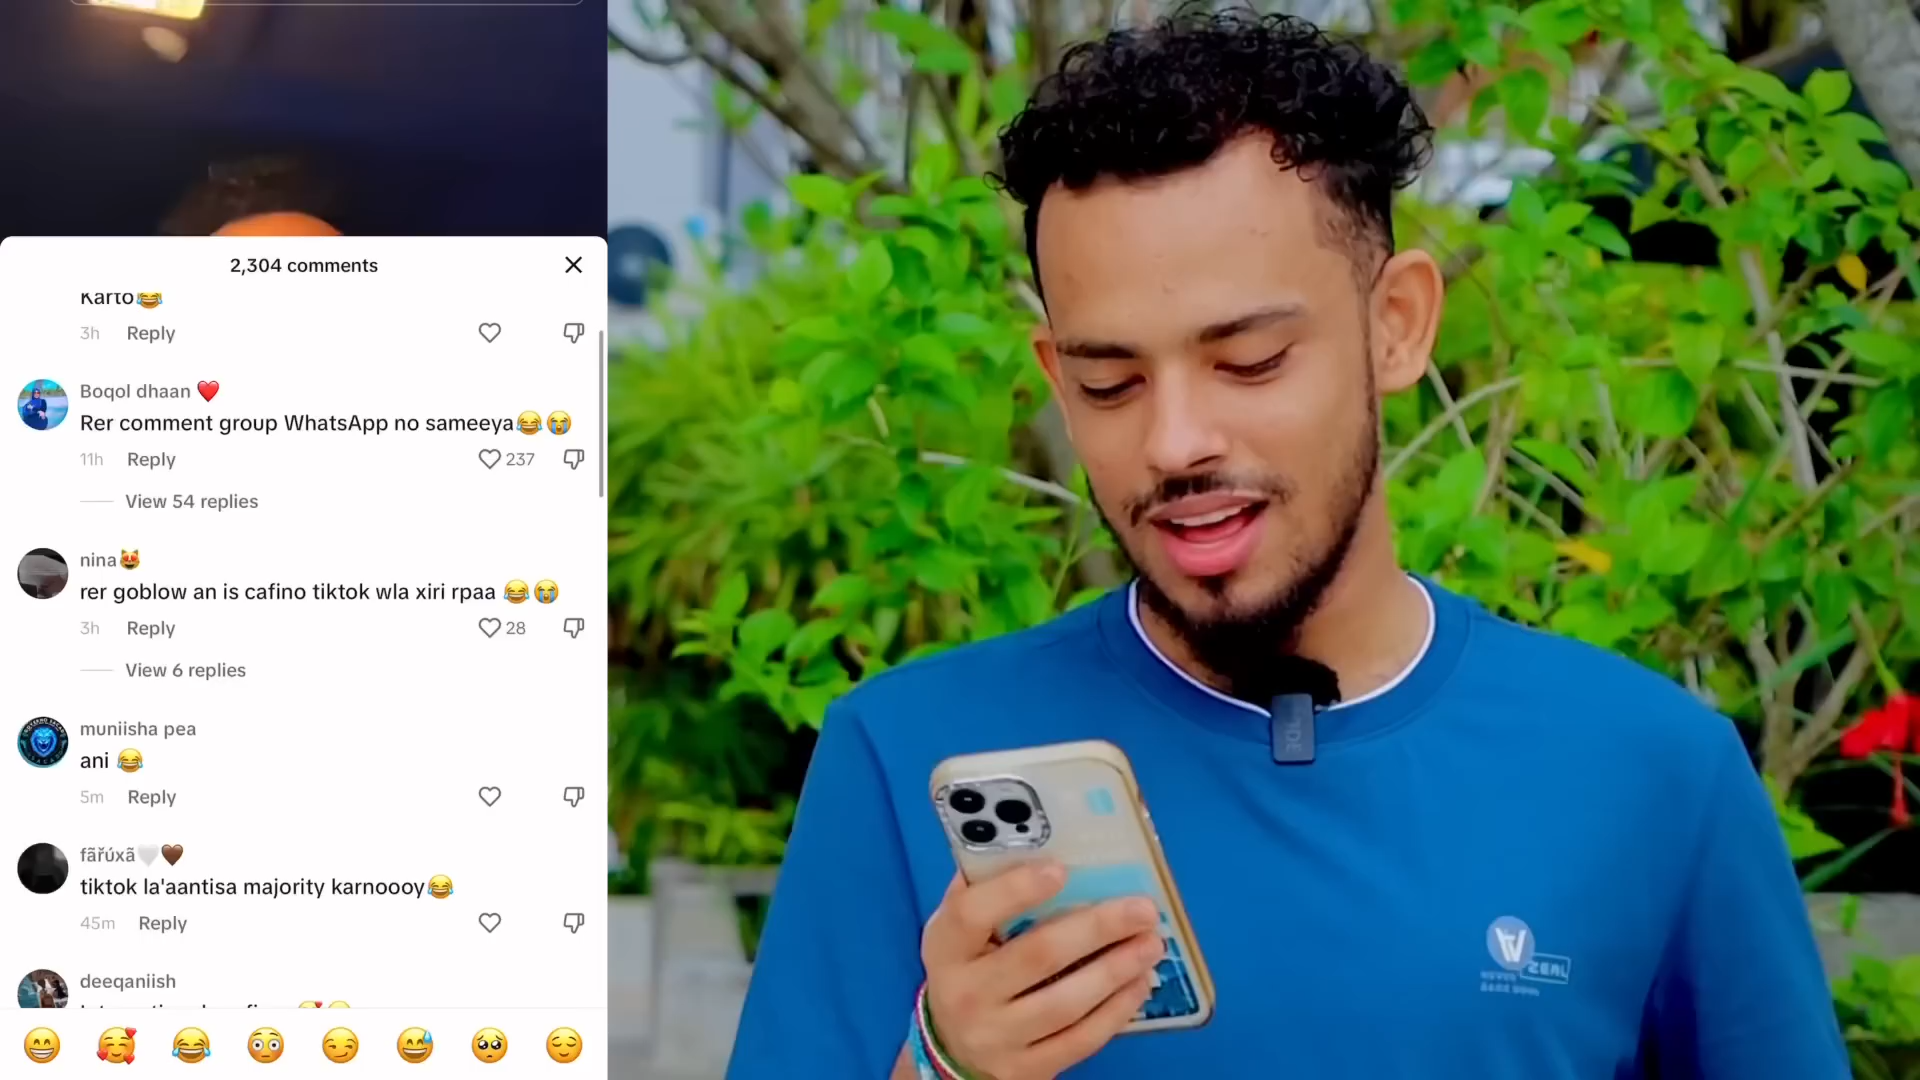 2,304 comments
Karto😂
3h Reply
Boqol dhaan ❤️
Rer comment group WhatsApp no sameeya😂😭
11h Reply 237
View 54 replies
nina😻
rer goblow an is cafino tiktok wla xiri rpaa 😂😭
3h Reply 28
View 6 replies
muniisha pea
ani 😂
5m Reply
fãřúxã🤍🤎
tiktok la'aantisa majority karnoooy😂
45m Reply
deeqaniish
ZEAL